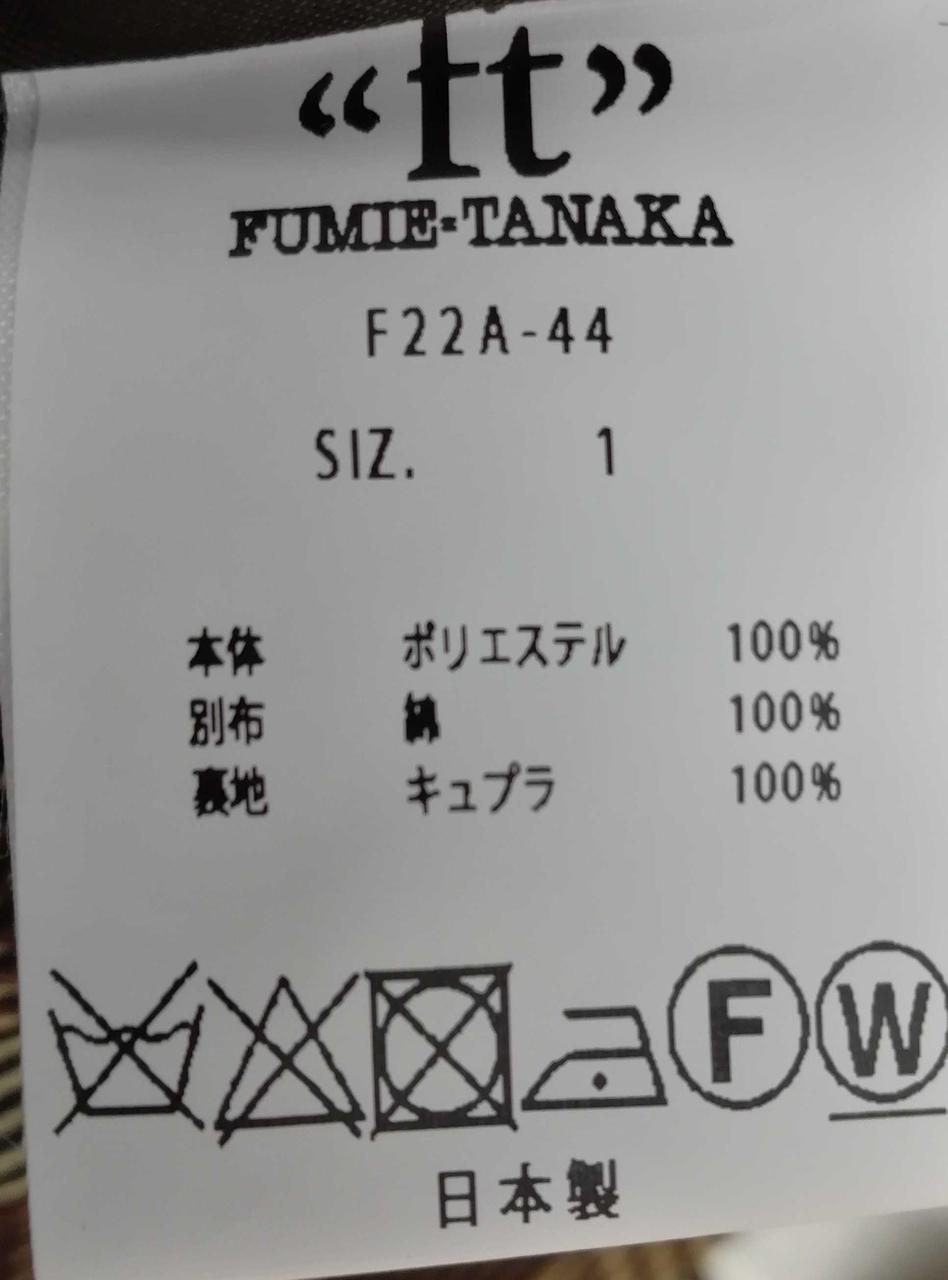 “ft”
FUMIE=TANAKA
F22A-44
SIZ. 1
本体 ポリエステル 100%
別布 綿 100%
裏地 キュプラ 100%
F W
日本製